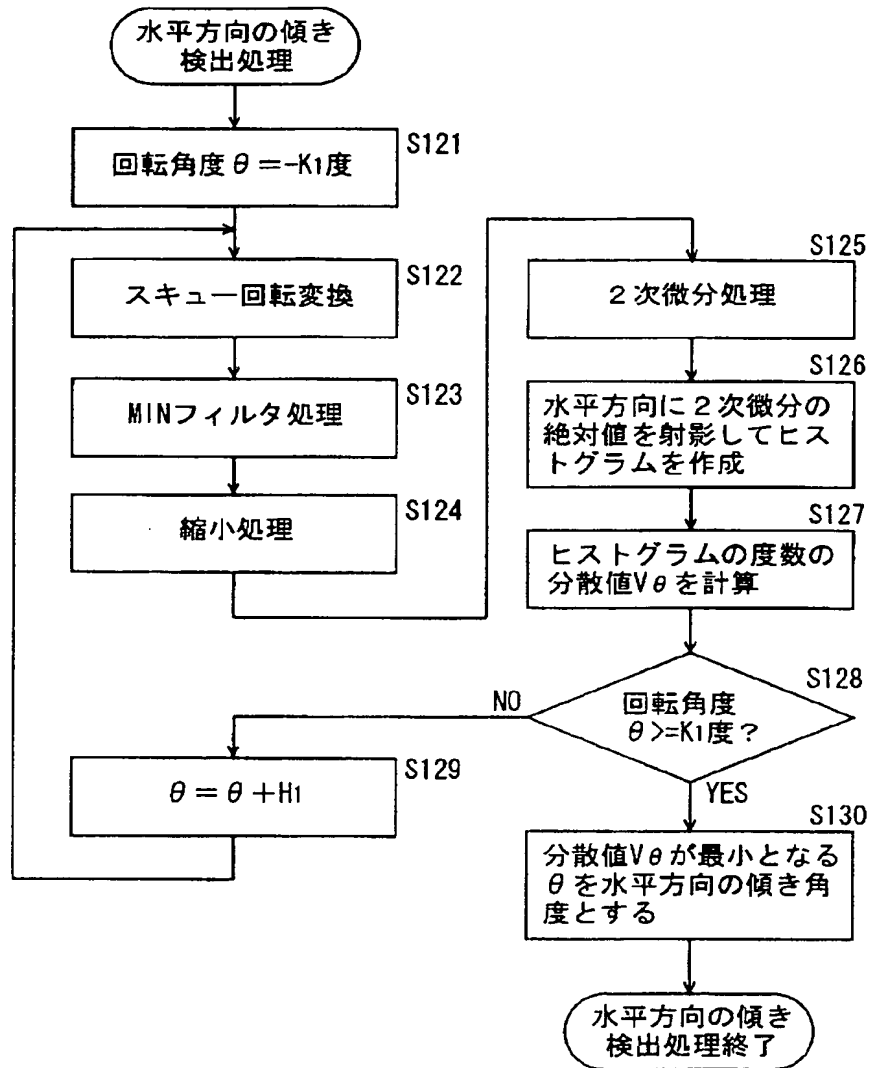 水平方向の傾き
検出処理
回転角度θ=-K1度
S121
スキュー回転変換
S122
MINフィルタ処理
S123
縮小処理
S124
S125
2次微分処理
S126
水平方向に2次微分の
絶対値を射影してヒス
トグラムを作成
S127
ヒストグラムの度数の
分散値Vθを計算
S128
回転角度
θ>=K1度?
NO
YES
θ=θ+H1
S129
S130
分散値Vθが最小となる
θを水平方向の傾き角
度とする
水平方向の傾き
検出処理終了